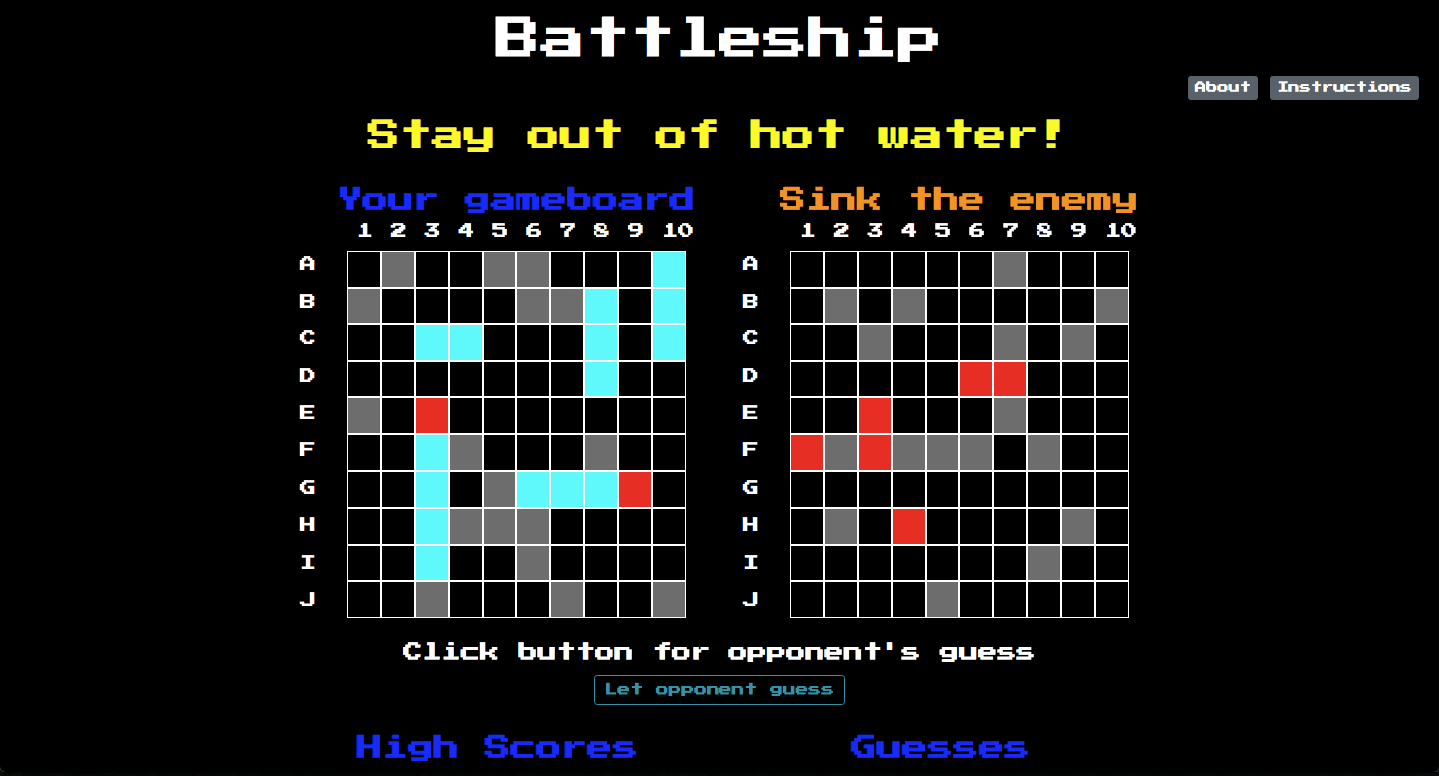 Battleship
About Instructions
Stay out of hot water!
Your gameboard Sink the enemy
1 2 3 4 5 6 7 8 9 10 1 2 3 4 5 6 7 8 9 10
A A
B B
C C
D D
E E
F F
G G
H H
I I
J J
Click button for opponent's guess
Let opponent guess
High Scores Guesses